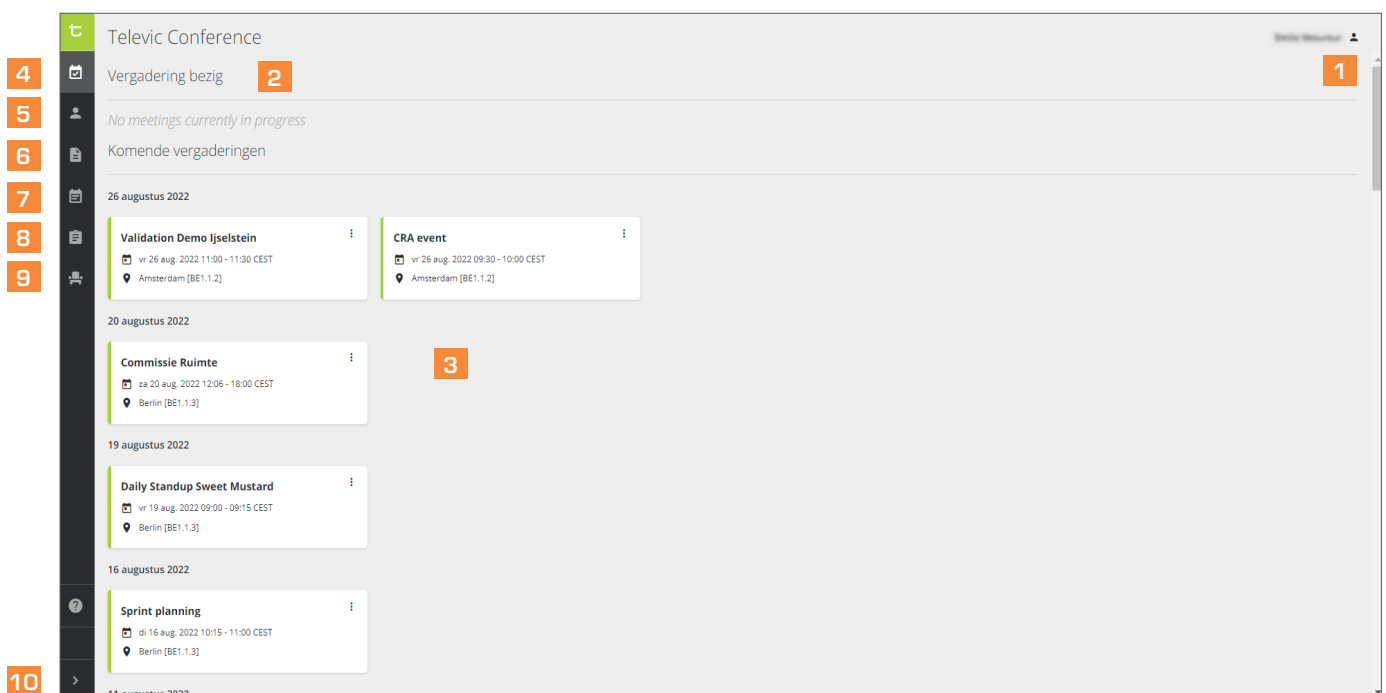 t
Televic Conference
1
4
Vergadering bezig
2
5
No meetings currently in progress
6
Komende vergaderingen
7
26 augustus 2022
8
Validation Demo Ijselstein
CRA event
vr 26 aug. 2022 11:00 - 11:30 CEST
vr 26 aug. 2022 09:30 - 10:00 CEST
9
Amsterdam [BE1.1.2]
Amsterdam [BE1.1.2]
20 augustus 2022
Commissie Ruimte
3
za 20 aug. 2022 12:06 - 18:00 CEST
Berlin [BE1.1.3]
19 augustus 2022
Daily Standup Sweet Mustard
vr 19 aug. 2022 09:00 - 09:15 CEST
Berlin [BE1.1.3]
16 augustus 2022
Sprint planning
di 16 aug. 2022 10:15 - 11:00 CEST
Berlin [BE1.1.3]
10
11 augustus 2022